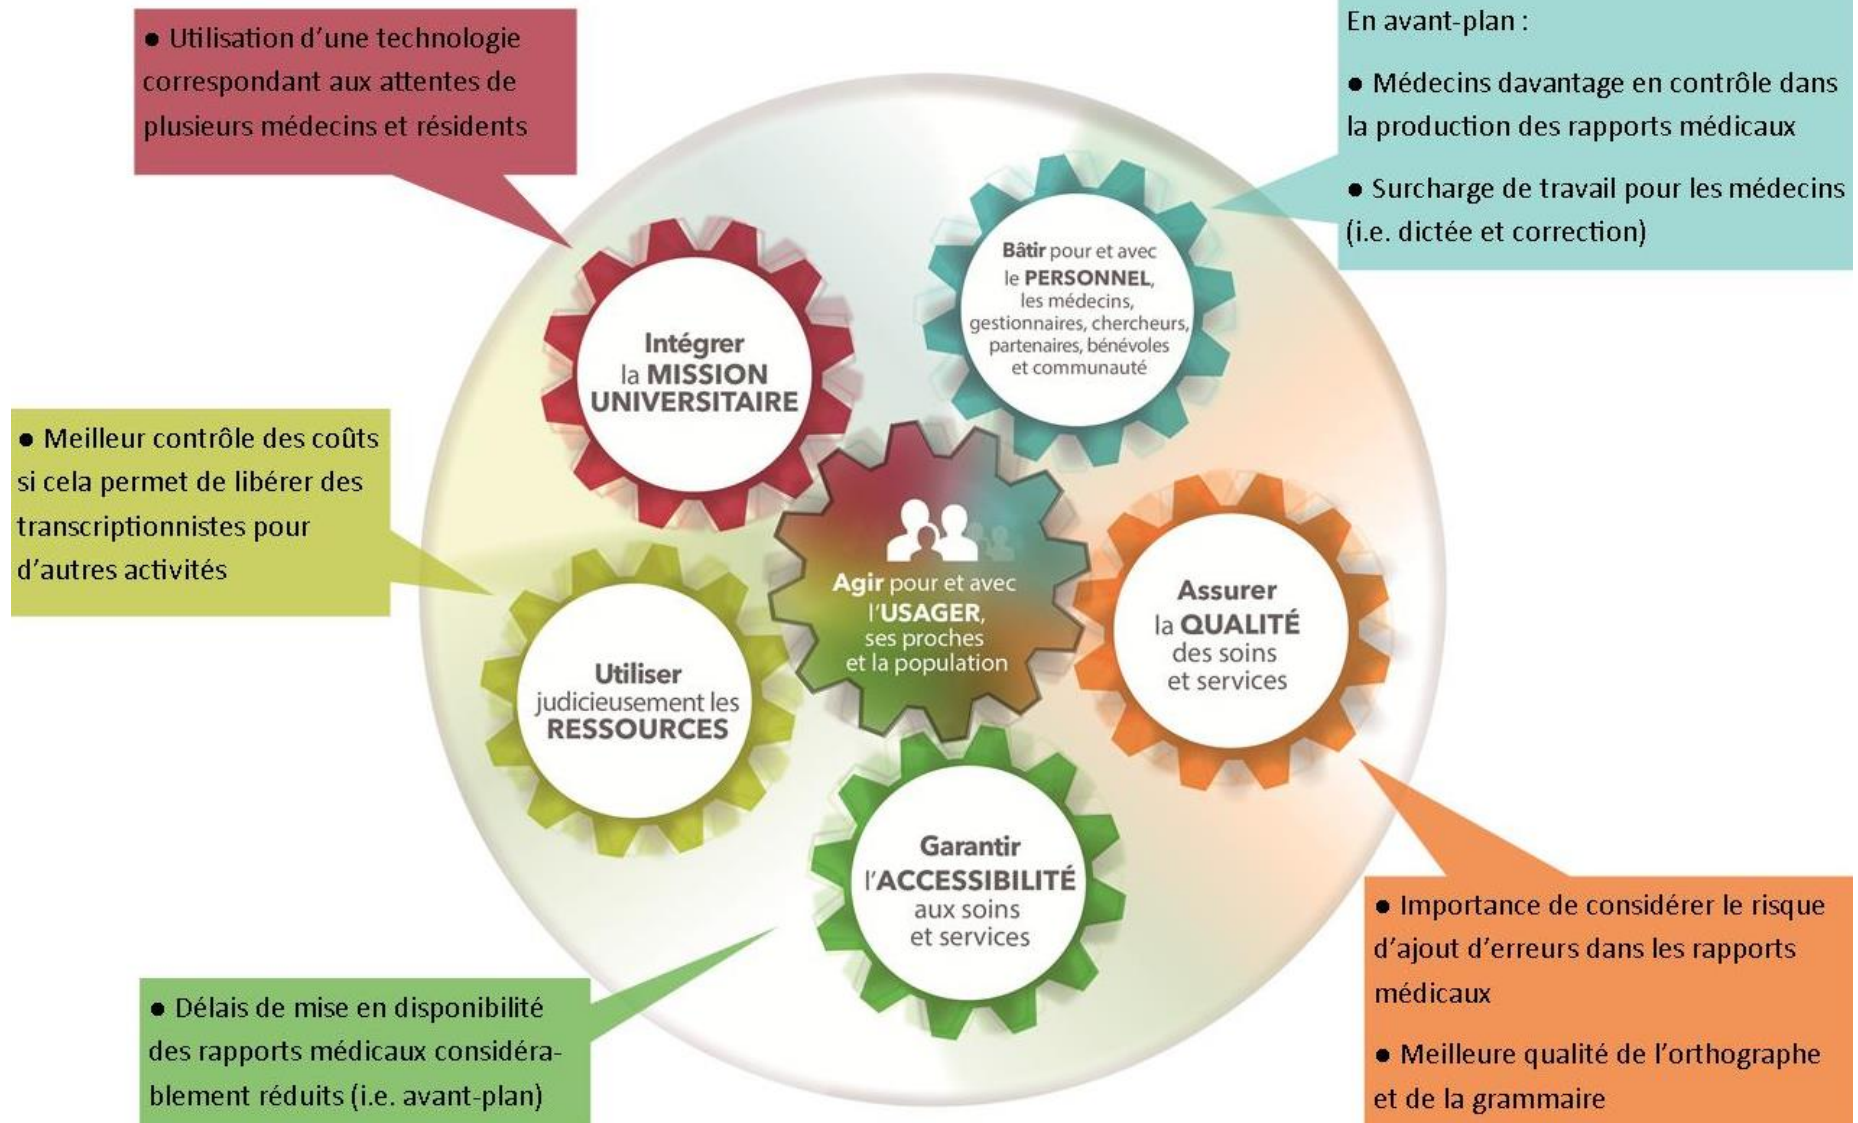 ● Utilisation d’une technologie
correspondant aux attentes de
plusieurs médecins et résidents
En avant-plan :
● Médecins davantage en contrôle dans
la production des rapports médicaux
● Surcharge de travail pour les médecins
(i.e. dictée et correction)
Bâtir pour et avec
le PERSONNEL,
les médecins,
gestionnaires, chercheurs,
partenaires, bénévoles
et communauté
Intégrer
la MISSION
UNIVERSITAIRE
● Meilleur contrôle des coûts
si cela permet de libérer des
transcriptionnistes pour
d’autres activités
Agir pour et avec
l’USAGER,
ses proches
et la population
Assurer
la QUALITÉ
des soins
et services
Utiliser
judicieusement les
RESSOURCES
Garantir
l’ACCESSIBILITÉ
aux soins
et services
● Importance de considérer le risque
d’ajout d’erreurs dans les rapports
médicaux
● Meilleure qualité de l’orthographe
et de la grammaire
● Délais de mise en disponibilité
des rapports médicaux considéra-
blement réduits (i.e. avant-plan)